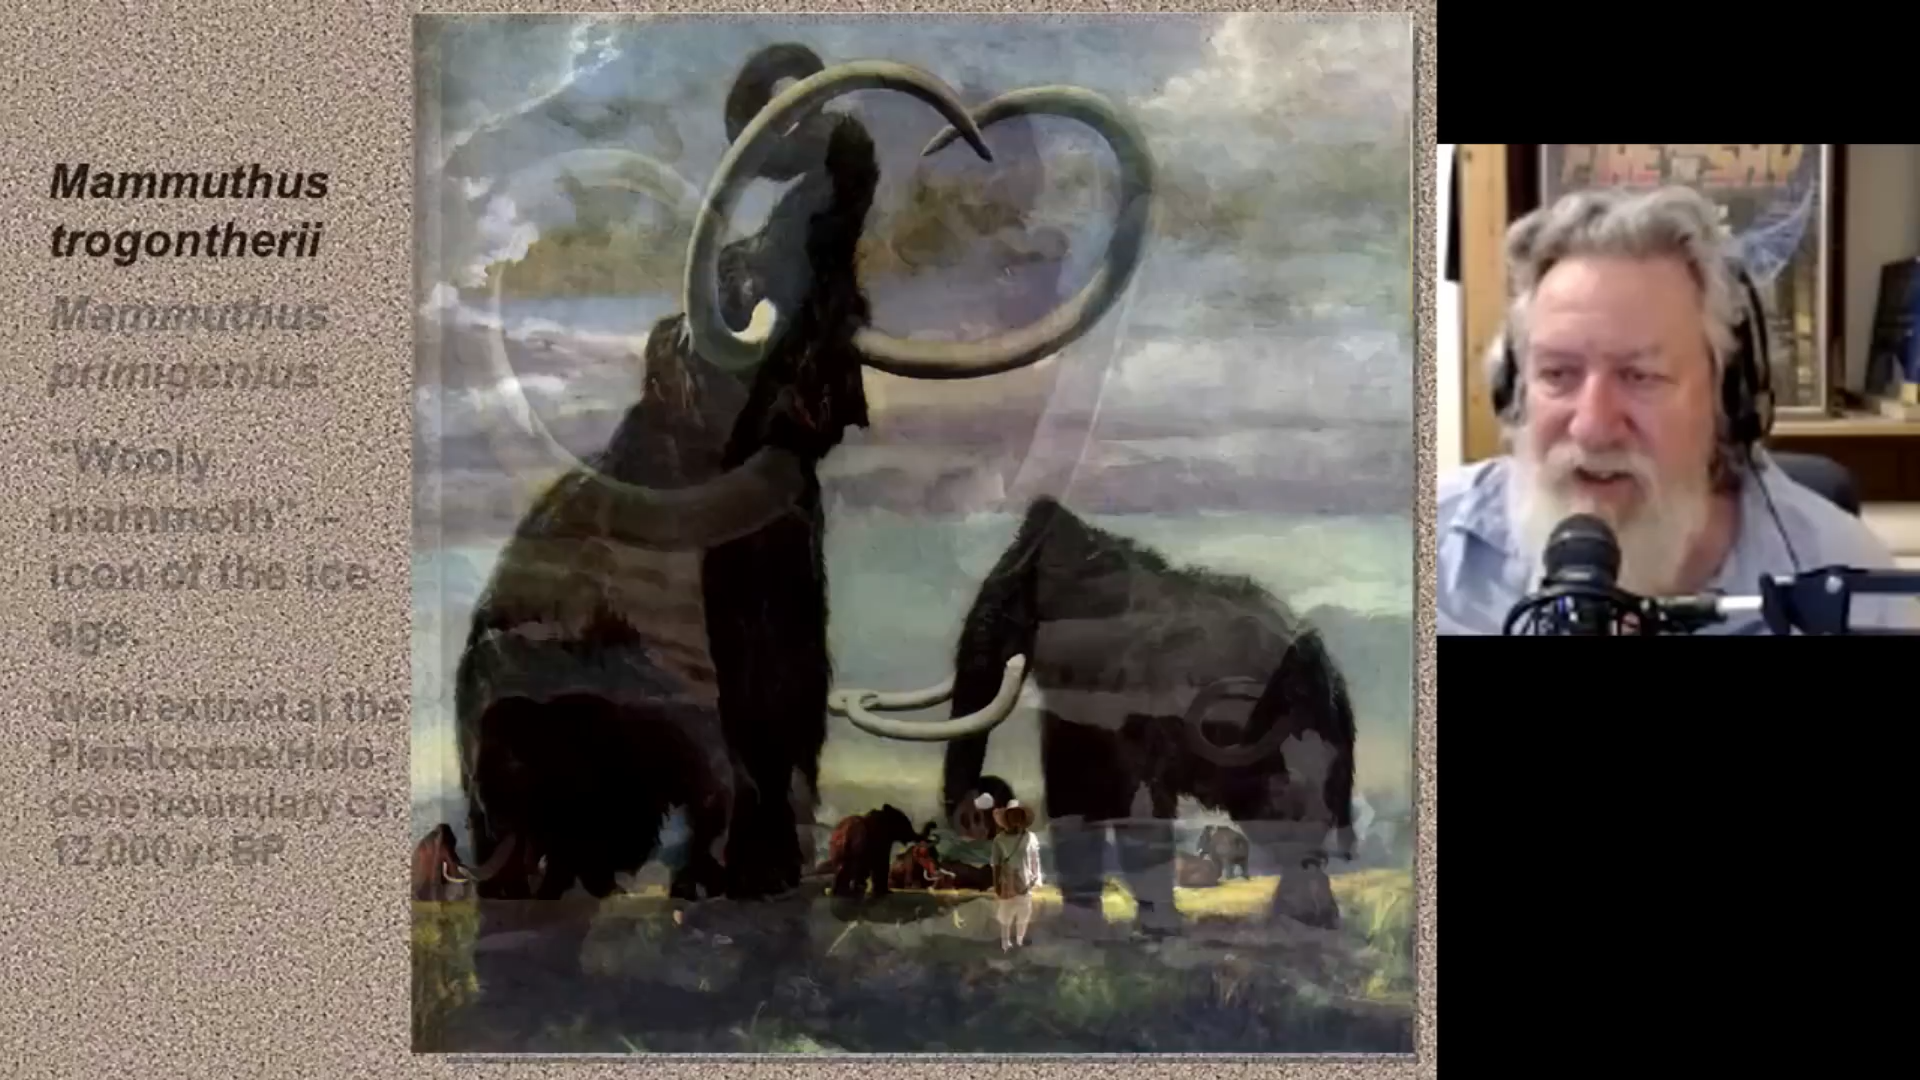 Mammuthus
trogontherii
Mammuthus
primigenius
"Wooly
mammoth" –
icon of the ice
age.
Went extinct at the
Pleistocene/Holo-
cene boundary ca.
12,000 yr BP